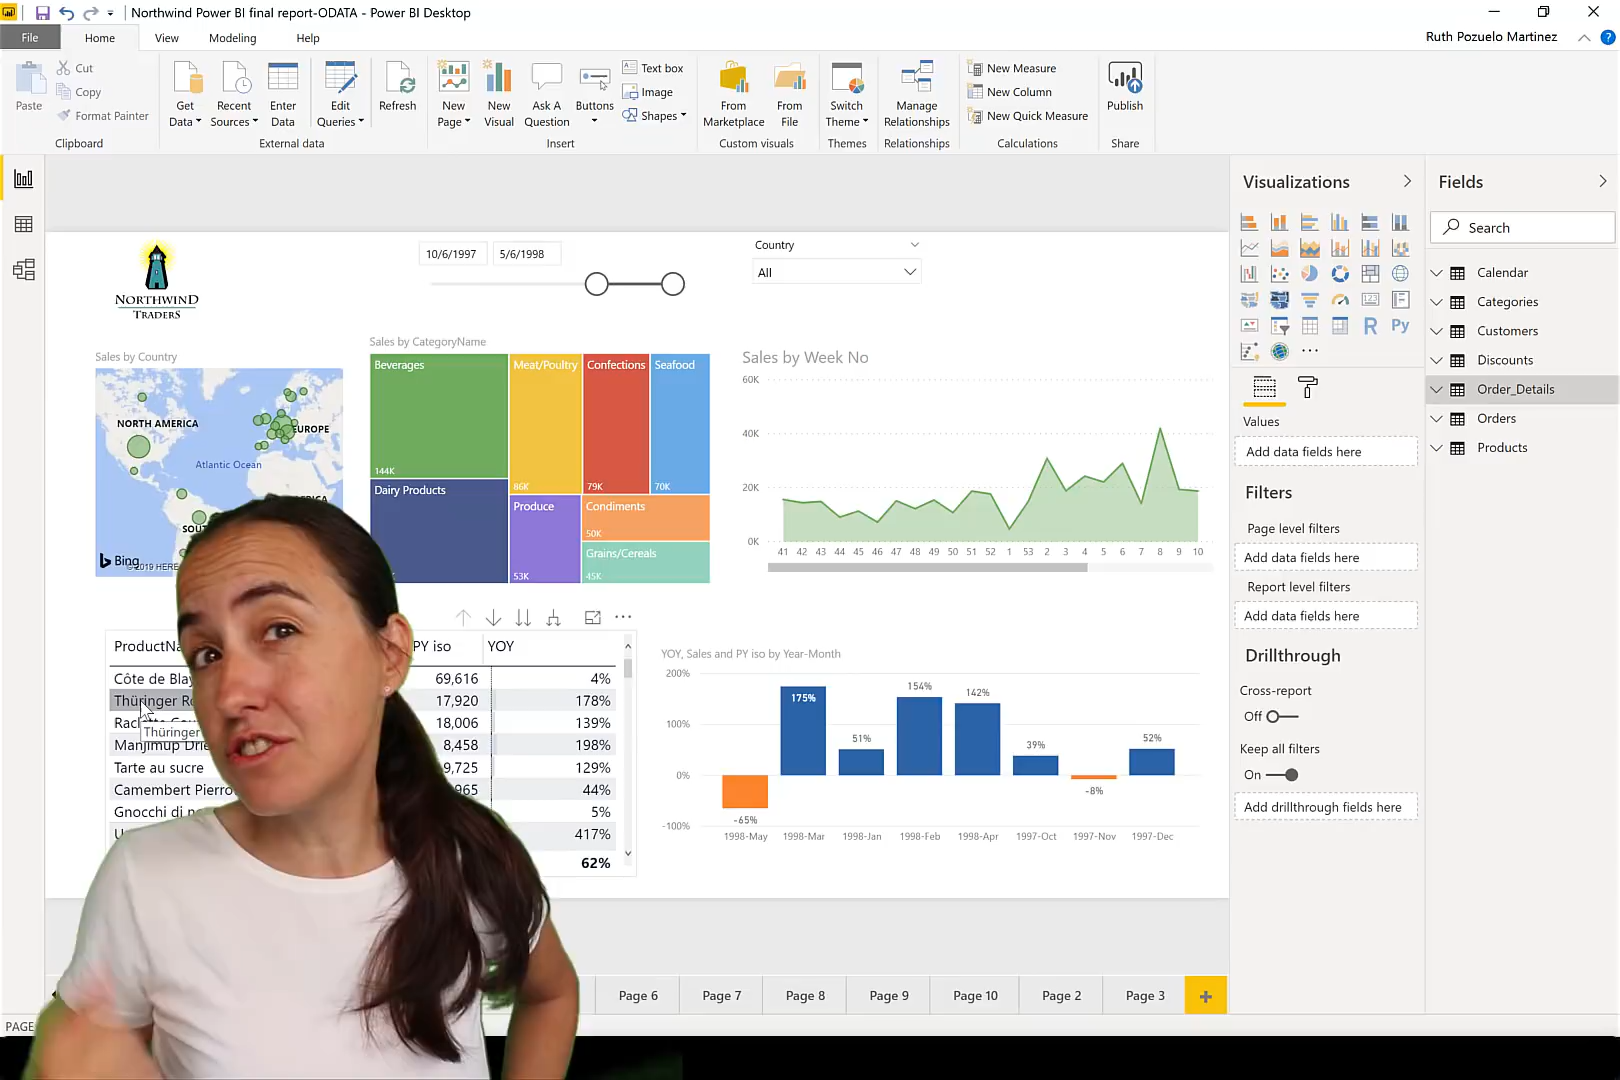 Northwind Power BI final report-ODATA - Power BI Desktop
File Home View Modeling Help
Ruth Pozuelo Martinez
Paste
Cut
Copy
Format Painter
Clipboard
Get Data
Recent Sources
Enter Data
Edit Queries
Refresh
External data
New Page
New Visual
Ask A Question
Buttons
Text box
Image
Shapes
Insert
From Marketplace
From File
Custom visuals
Switch Theme
Themes
Manage Relationships
Relationships
New Measure
New Column
New Quick Measure
Calculations
Publish
Share
NORTHWIND
TRADERS
10/6/1997 5/6/1998
Country
All
Sales by Country
NORTH AMERICA
EUROPE
Atlantic Ocean
Bing
© 2019 HERE
Sales by CategoryName
Beverages
144K
Dairy Products
Meat/Poultry
86K
Confections
79K
Seafood
70K
Produce
53K
Condiments
50K
Grains/Cereals
45K
Sales by Week No
60K
40K
20K
0K
41 42 43 44 45 46 47 48 49 50 51 52 1 53 2 3 4 5 6 7 8 9 10
PY iso YOY
Côte de 69,616 4%
Thüringer 17,920 178%
18,006 139%
Thüringer
Manjimup 8,458 198%
Tarte au sucre 9,725 129%
Camembert Pierrot 44%
Gnocchi di 5%
417%
62%
YOY, Sales and PY iso by Year-Month
200%
100%
0%
-100%
-65% 175% 51% 154% 142% 39% -8% 52%
1998-May 1998-Mar 1998-Jan 1998-Feb 1998-Apr 1997-Oct 1997-Nov 1997-Dec
Page 6 Page 7 Page 8 Page 9 Page 10 Page 2 Page 3 +
PAGE
Visualizations
R Py
Values
Add data fields here
Filters
Page level filters
Add data fields here
Report level filters
Add data fields here
Drillthrough
Cross-report
Off
Keep all filters
On
Add drillthrough fields here
Fields
Search
Calendar
Categories
Customers
Discounts
Order_Details
Orders
Products